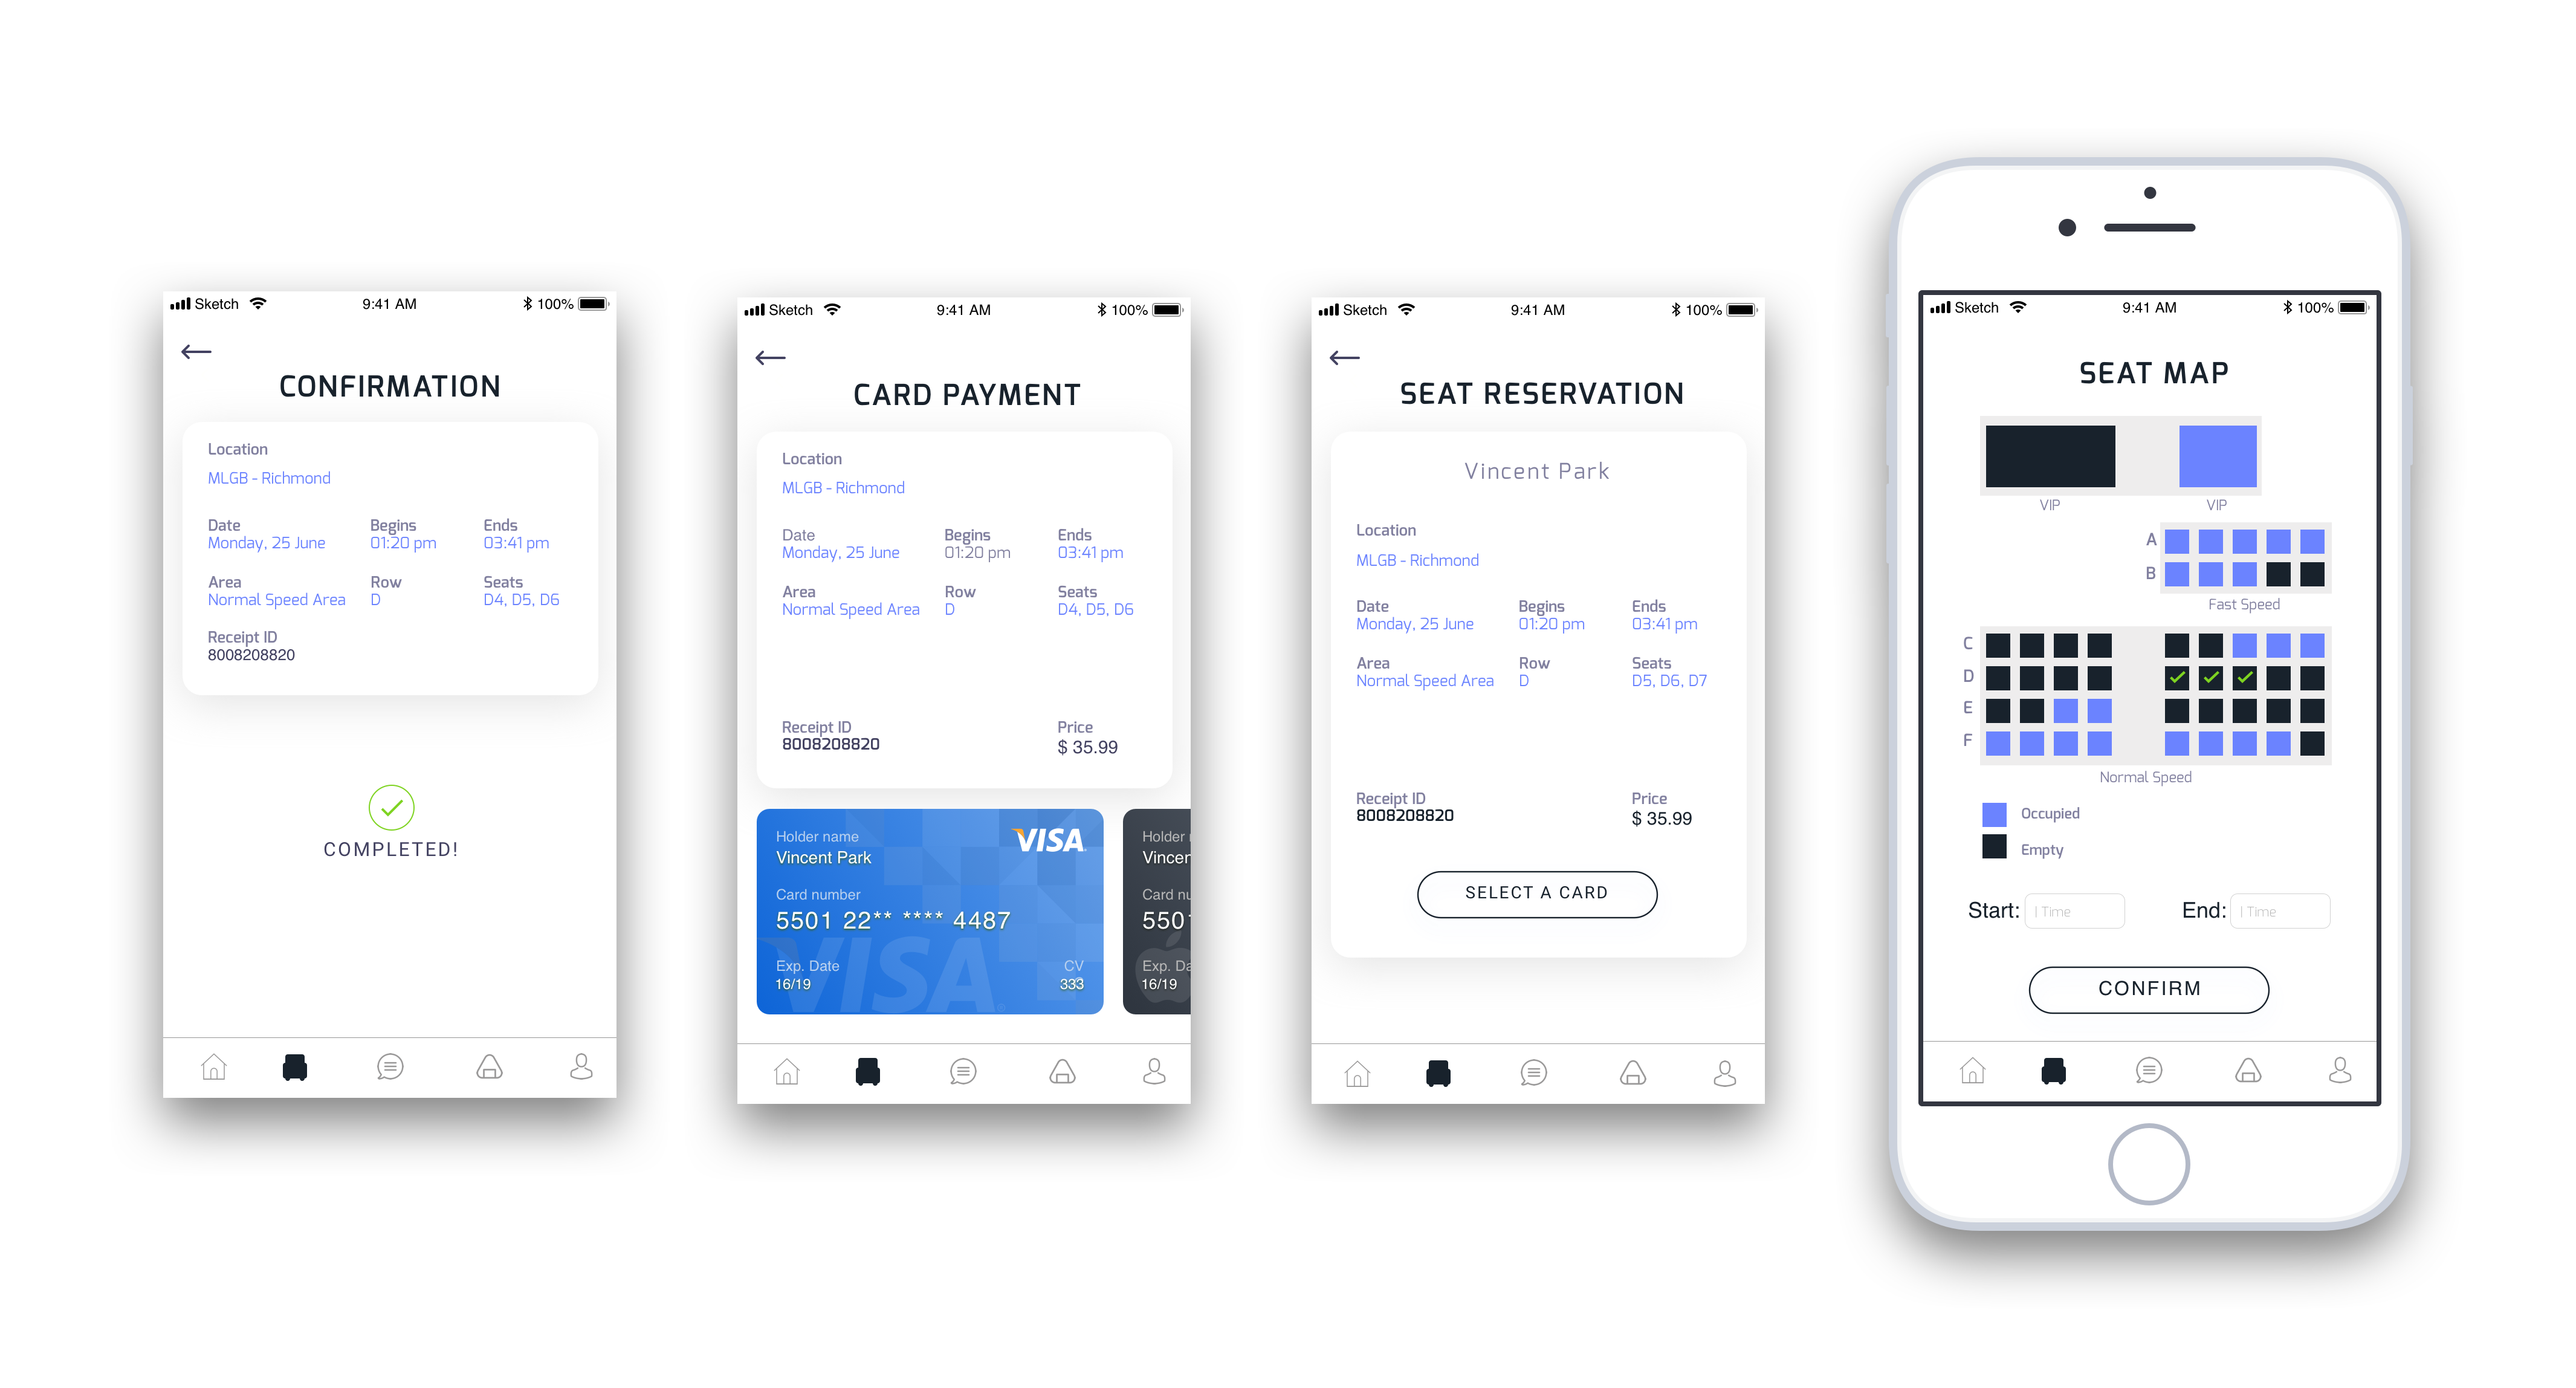 Sketch 9:41 AM 100%
CONFIRMATION
Location
MLGB - Richmond
Date Begins Ends
Monday, 25 June 01:20 pm 03:41 pm
Area Row Seats
Normal Speed Area D D4, D5, D6
Receipt ID
8008208820
COMPLETED!
Sketch 9:41 AM 100%
CARD PAYMENT
Location
MLGB - Richmond
Date Begins Ends
Monday, 25 June 01:20 pm 03:41 pm
Area Row Seats
Normal Speed Area D D4, D5, D6
Receipt ID Price
8008208820 $ 35.99
Holder name VISA
Vincent Park
Card number
5501 22** **** 4487
VISA
Exp. Date CV
16/19 333
Holder
Vincen
Card nu
550
Exp. Da
16/19
Sketch 9:41 AM 100%
SEAT RESERVATION
Vincent Park
Location
MLGB - Richmond
Date Begins Ends
Monday, 25 June 01:20 pm 03:41 pm
Area Row Seats
Normal Speed Area D D5, D6, D7
Receipt ID Price
8008208820 $ 35.99
SELECT A CARD
Sketch 9:41 AM 100%
SEAT MAP
VIP VIP
A
B
Fast Speed
C
D
E
F
Normal Speed
Occupied
Empty
Start: | Time End: | Time
CONFIRM